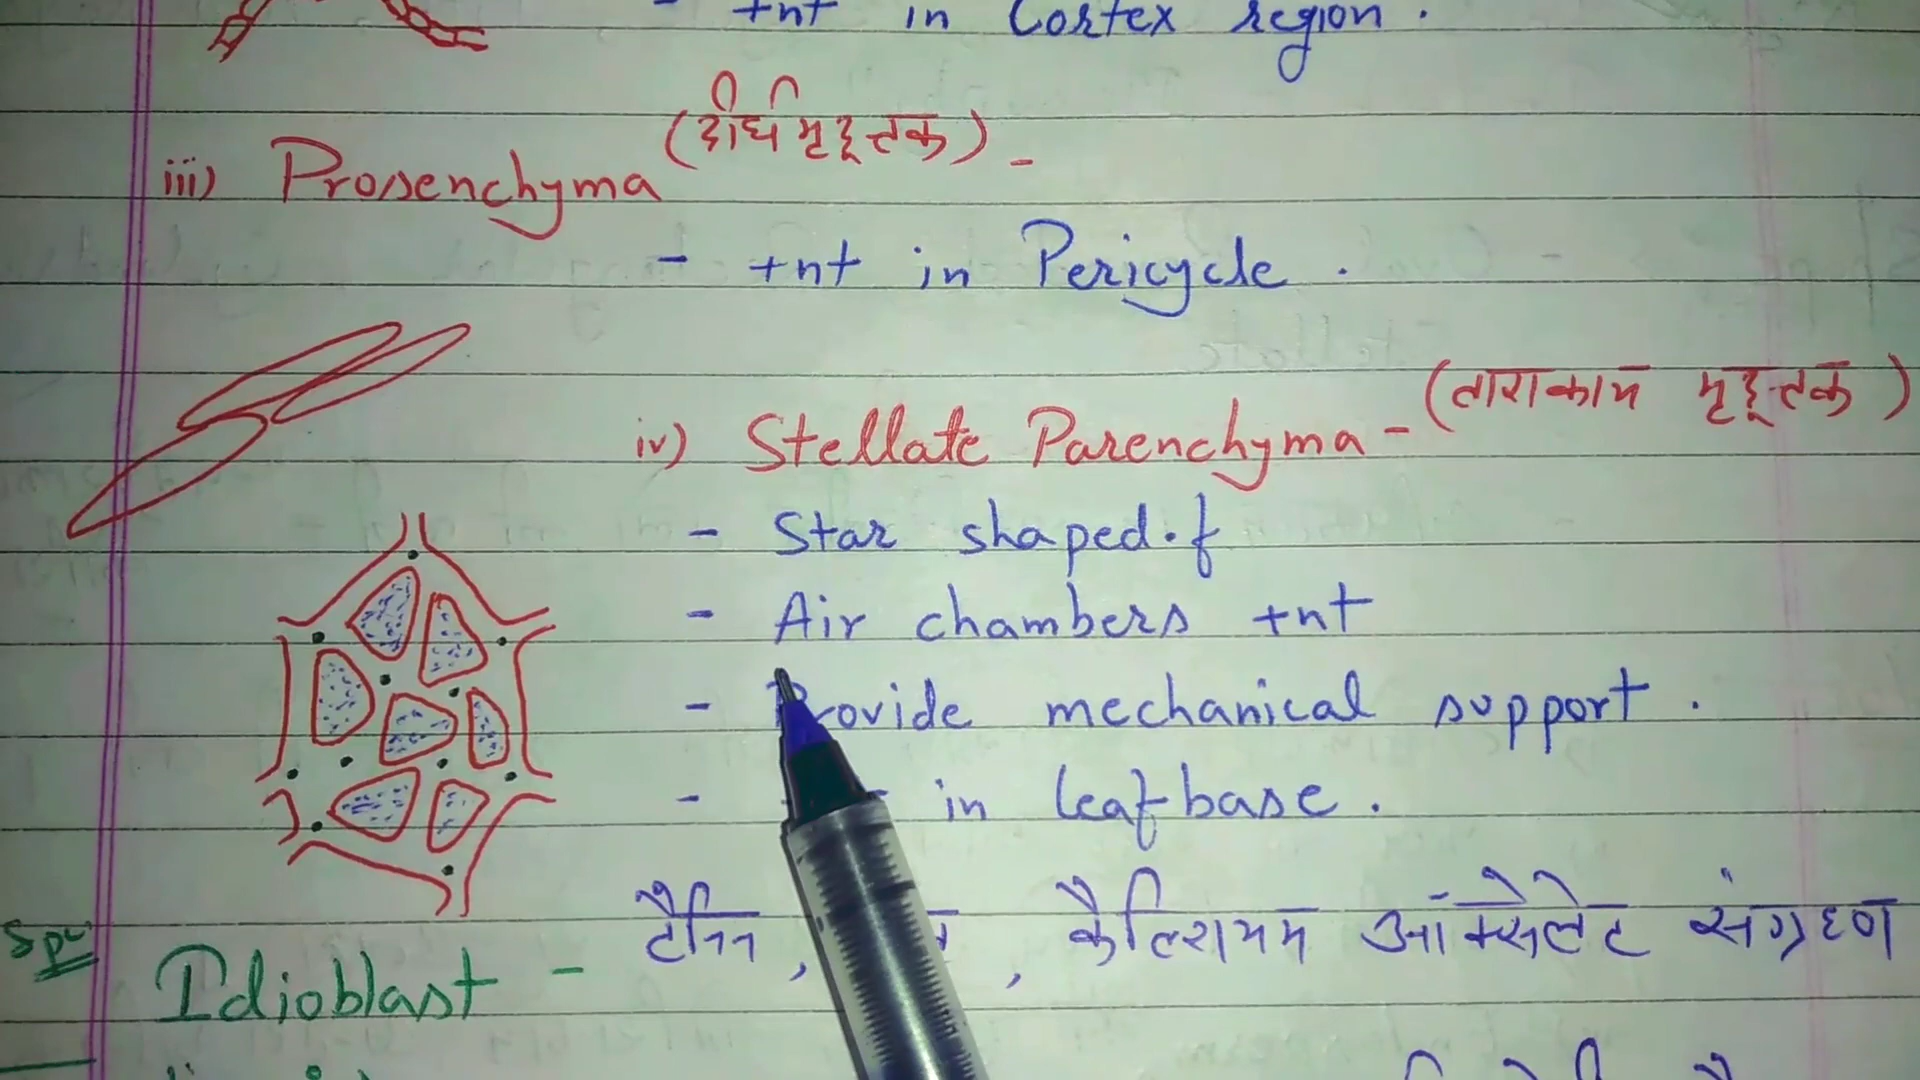 - +nt in Cortex region.
(दीर्घ मृदूतक) -
iii) Prosenchyma
- +nt in Pericycle.
iv) Stellate Parenchyma - (ताराकाम मृदूतक)
- Star shaped.
- Air chambers +nt
- Provide mechanical support.
- in leaf base.
टैनिन, , कैल्शियम ऑक्सेलेट संग्रहण
Spl
Idioblast -